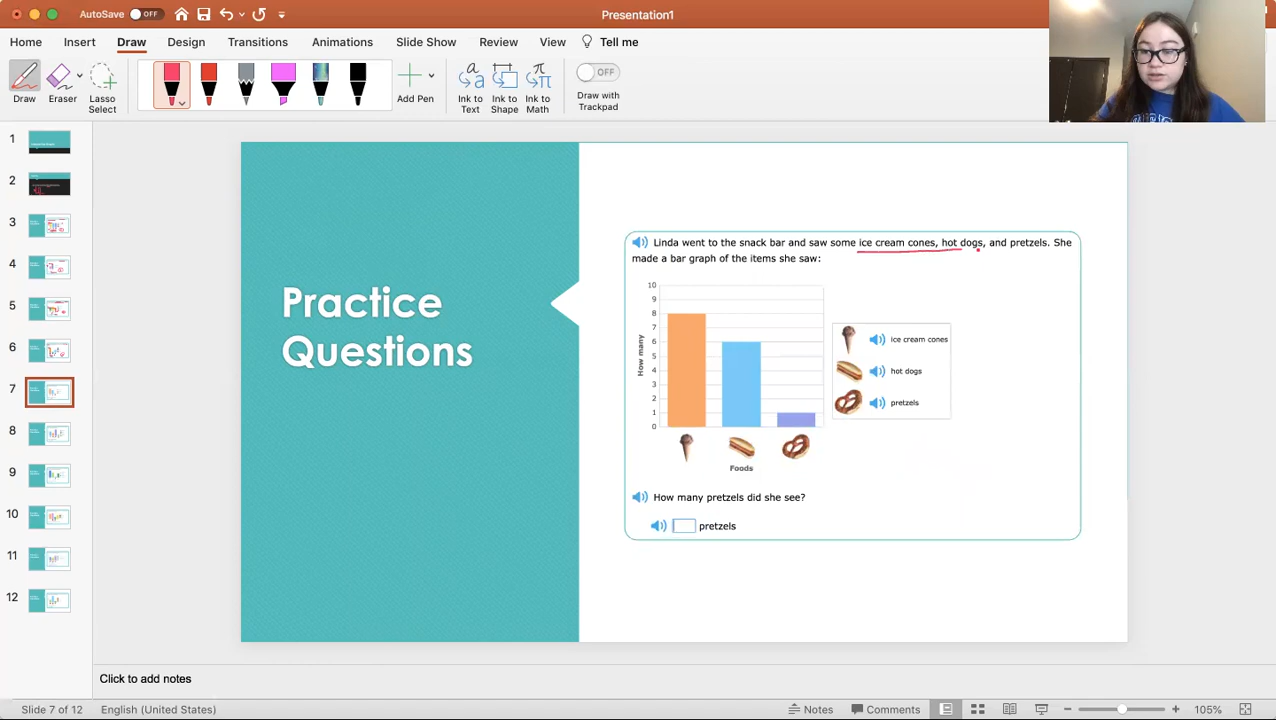 AutoSave OFF Presentation1
Home Insert Draw Design Transitions Animations Slide Show Review View Tell me
Draw Eraser Lasso Select Add Pen Ink to Text Ink to Shape Ink to Math OFF Draw with Trackpad
1
2
3
4
5
6
7
8
9
10
11
12
Practice
Questions
Linda went to the snack bar and saw some ice cream cones, hot dogs, and pretzels. She
made a bar graph of the items she saw:
How many
10
9
8
7
6
5
4
3
2
1
0
Foods
ice cream cones
hot dogs
pretzels
How many pretzels did she see?
pretzels
Click to add notes
Slide 7 of 12 English (United States) Notes Comments 105%